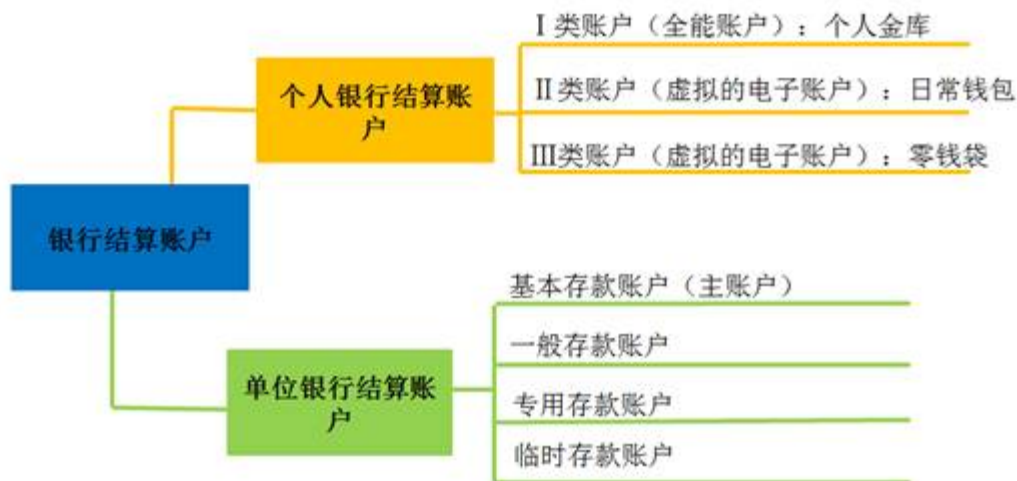 Ⅰ类账户（全能账户）：个人金库
个人银行结算账
户
Ⅱ类账户（虚拟的电子账户）：日常钱包
Ⅲ类账户（虚拟的电子账户）：零钱袋
银行结算账户
基本存款账户（主账户）
一般存款账户
单位银行结算账
户
专用存款账户
临时存款账户